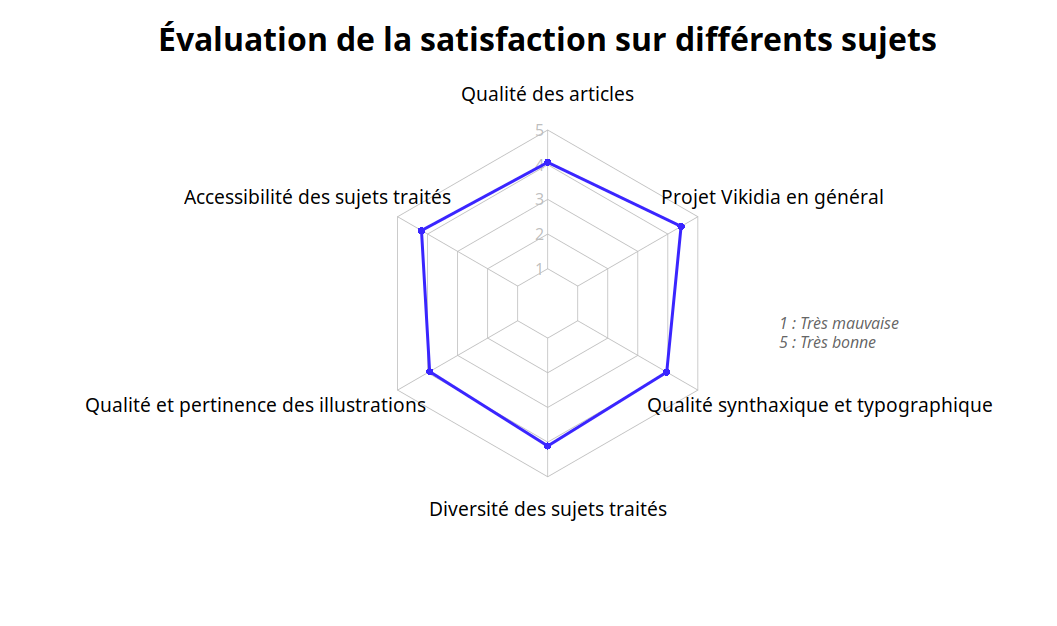 Évaluation de la satisfaction sur différents sujets
Qualité des articles
5
4
3
2
1
Accessibilité des sujets traités
Projet Vikidia en général
1 : Très mauvaise
5 : Très bonne
Qualité et pertinence des illustrations
Qualité synthaxique et typographique
Diversité des sujets traités